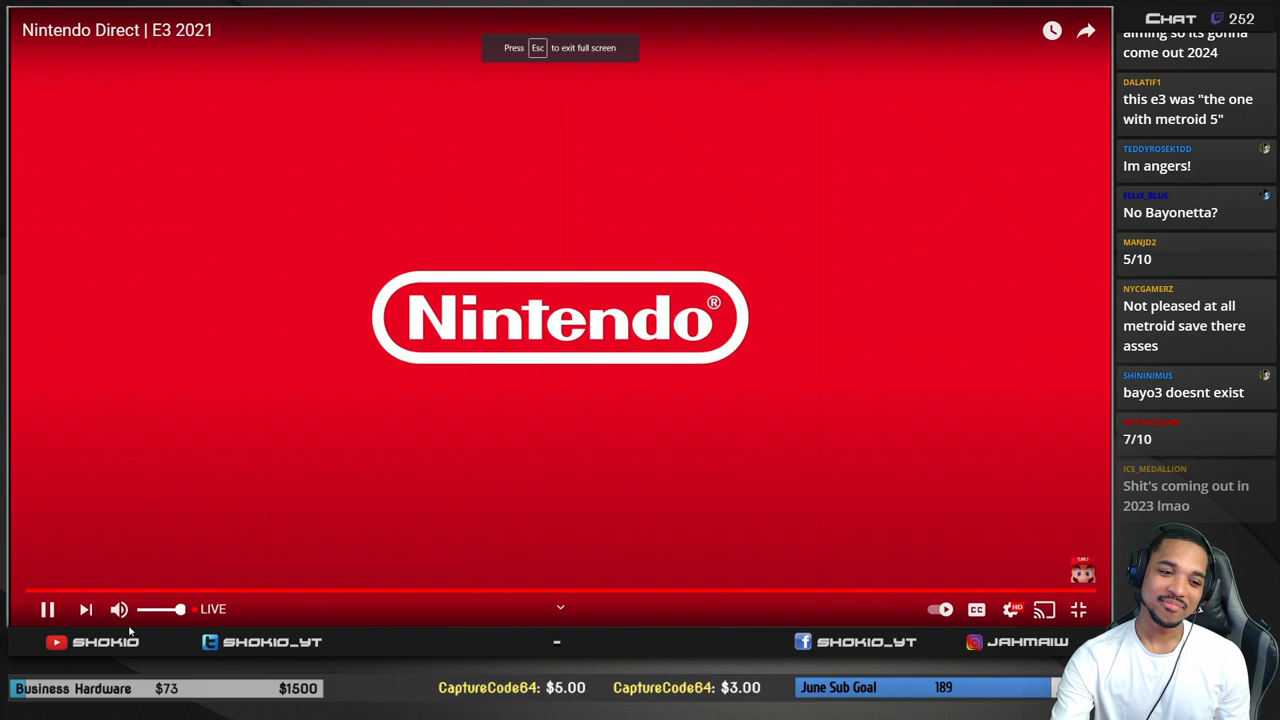 Nintendo Direct | E3 2021
Press Esc to exit full screen
Nintendo®
LIVE
CC
HD
CHAT 252
aiming so its gonna
come out 2024
DALATIF1
this e3 was "the one
with metroid 5"
TEDDYROSEK1DD
Im angers!
FELIX_BLUE
No Bayonetta?
MANJD2
5/10
NYCGAMERZ
Not pleased at all
metroid save there
asses
SHININIMUS
bayo3 doesnt exist
7/10
ICE_MEDALLION
Shit's coming out in
2023 lmao
SHOKIO
SHOKIO_YT
-
SHOKIO_YT
JAHMAIW
Business Hardware $73 $1500
CaptureCode64: $5.00
CaptureCode64: $3.00
June Sub Goal 189